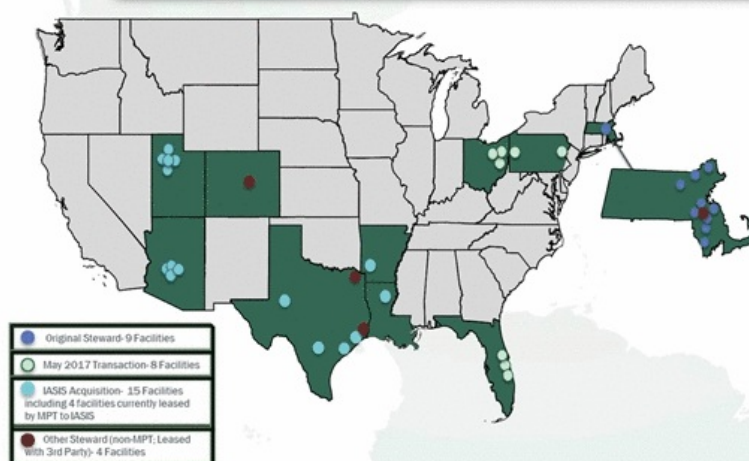 Original Steward- 9 Facilities
May 2017 Transaction- 8 Facilities
IASIS Acquisition- 15 Facilities
including 4 facilities currently leased
by MPT to IASIS
Other Steward (non-MPT; Leased
with 3rd Party)- 4 Facilities